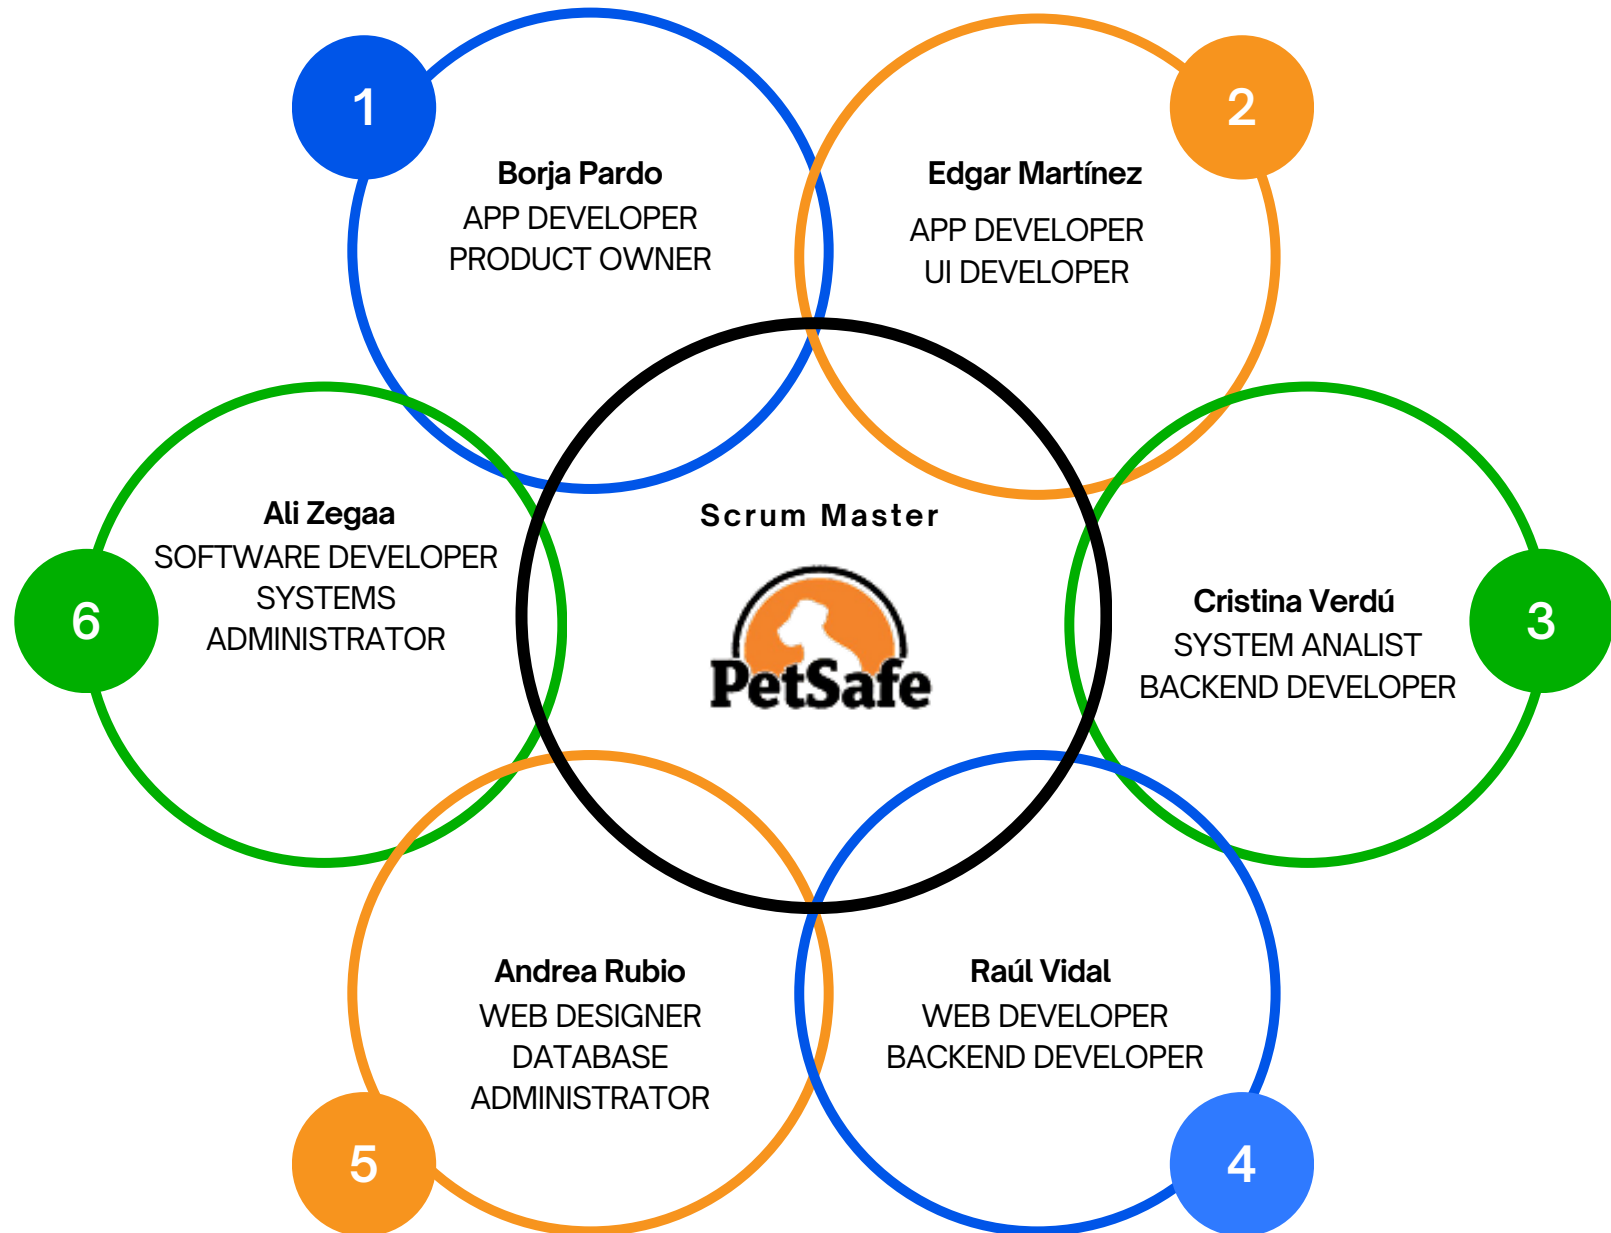 1
Borja Pardo
APP DEVELOPER
PRODUCT OWNER
2
Edgar Martínez
APP DEVELOPER
UI DEVELOPER
Scrum Master
PetSafe
3
Cristina Verdú
SYSTEM ANALIST
BACKEND DEVELOPER
4
Raúl Vidal
WEB DEVELOPER
BACKEND DEVELOPER
5
Andrea Rubio
WEB DESIGNER
DATABASE
ADMINISTRATOR
6
Ali Zegaa
SOFTWARE DEVELOPER
SYSTEMS
ADMINISTRATOR